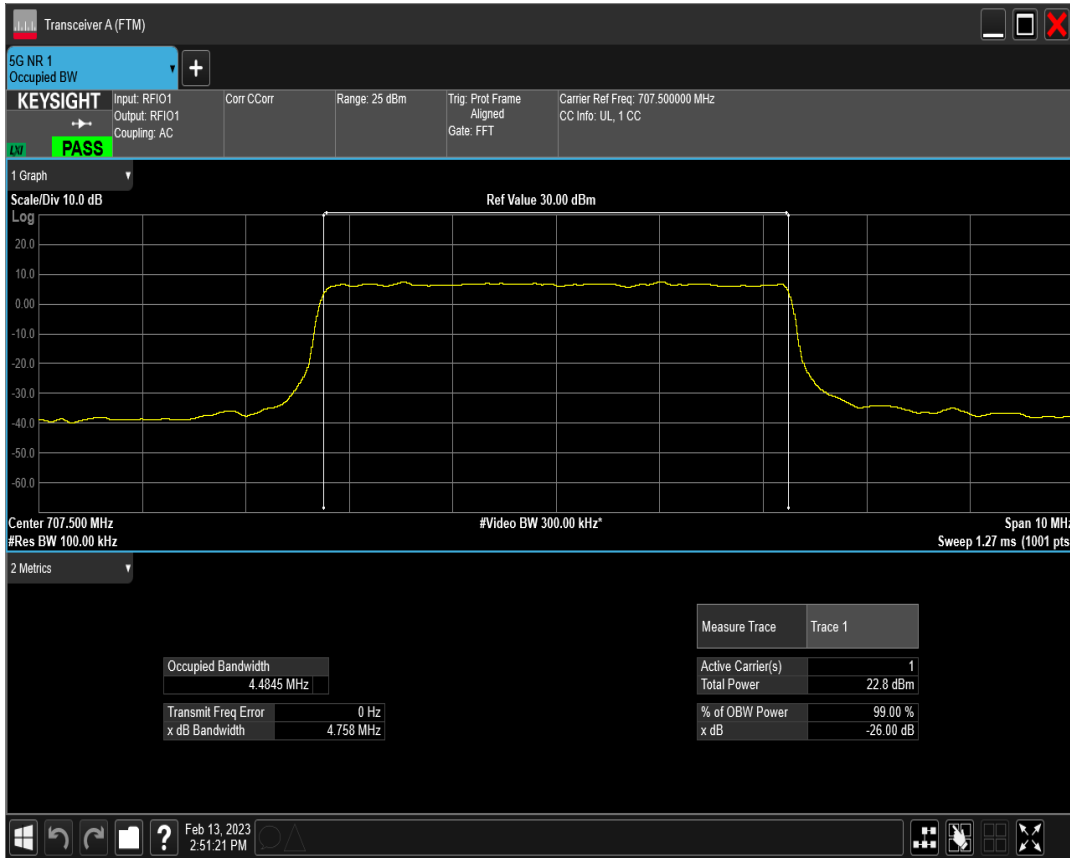 Transceiver A (FTM)
5G NR 1
Occupied BW
+
KEYSIGHT
LXI
PASS
Input: RFIO1
Output: RFIO1
Coupling: AC
Corr CCorr
Range: 25 dBm
Trig: Prot Frame
Aligned
Gate: FFT
Carrier Ref Freq: 707.500000 MHz
CC Info: UL, 1 CC
1 Graph
Scale/Div 10.0 dB
Ref Value 30.00 dBm
Log
20.0
10.0
0.00
-10.0
-20.0
-30.0
-40.0
-50.0
-60.0
Center 707.500 MHz
#Video BW 300.00 kHz*
Span 10 MHz
#Res BW 100.00 kHz
Sweep 1.27 ms (1001 pts
2 Metrics
Measure Trace Trace 1
Occupied Bandwidth
4.4845 MHz
Active Carrier(s) 1
Total Power 22.8 dBm
Transmit Freq Error 0 Hz
x dB Bandwidth 4.758 MHz
% of OBW Power 99.00 %
x dB -26.00 dB
?
Feb 13, 2023
2:51:21 PM